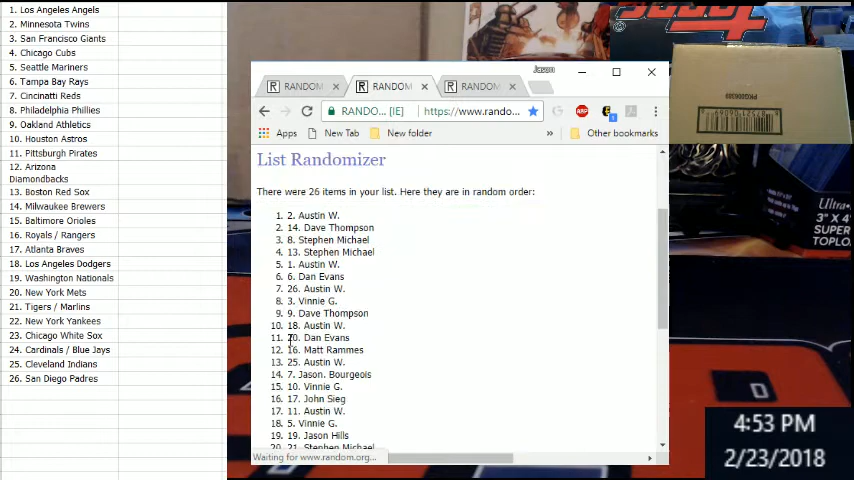 1. Los Angeles Angels
2. Minnesota Twins
3. San Francisco Giants
4. Chicago Cubs
5. Seattle Mariners
6. Tampa Bay Rays
7. Cincinatti Reds
8. Philadelphia Phillies
9. Oakland Athletics
10. Houston Astros
11. Pittsburgh Pirates
12. Arizona
Diamondbacks
13. Boston Red Sox
14. Milwaukee Brewers
15. Baltimore Orioles
16. Royals / Rangers
17. Atlanta Braves
18. Los Angeles Dodgers
19. Washington Nationals
20. New York Mets
21. Tigers / Marlins
22. New York Yankees
23. Chicago White Sox
24. Cardinals / Blue Jays
25. Cleveland Indians
26. San Diego Padres
Jason
RANDOM
RANDOM
RANDOM
RANDO... [IE] https://www.rando...
Apps New Tab New folder » Other bookmarks
List Randomizer
There were 26 items in your list. Here they are in random order:
1. 2. Austin W.
2. 14. Dave Thompson
3. 8. Stephen Michael
4. 13. Stephen Michael
5. 1. Austin W.
6. 6. Dan Evans
7. 26. Austin W.
8. 3. Vinnie G.
9. 9. Dave Thompson
10. 18. Austin W.
11. 20. Dan Evans
12. 16. Matt Rammes
13. 25. Austin W.
14. 7. Jason. Bourgeois
15. 10. Vinnie G.
16. 17. John Sieg
17. 11. Austin W.
18. 5. Vinnie G.
19. 19. Jason Hills
20. 21. Stephen Michael
Waiting for www.random.org...
PKG0006389
Ultra-
3" X 4"
SUPER
TOPLO
4:53 PM
2/23/2018